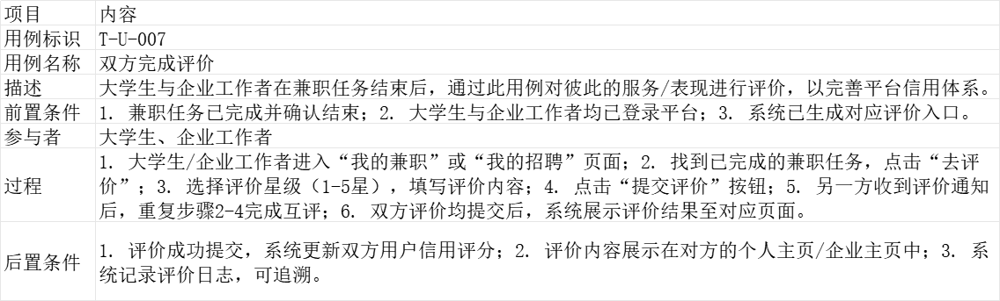 项目 内容
用例标识 T-U-007
用例名称 双方完成评价
描述 大学生与企业工作者在兼职任务结束后，通过此用例对彼此的服务/表现进行评价，以完善平台信用体系。
前置条件 1. 兼职任务已完成并确认结束；2. 大学生与企业工作者均已登录平台；3. 系统已生成对应评价入口。
参与者 大学生、企业工作者
1. 大学生/企业工作者进入“我的兼职”或“我的招聘”页面；2. 找到已完成的兼职任务，点击“去评
过程 价”；3. 选择评价星级（1-5星），填写评价内容；4. 点击“提交评价”按钮；5. 另一方收到评价通知
后，重复步骤2-4完成互评；6. 双方评价均提交后，系统展示评价结果至对应页面。
后置条件 1. 评价成功提交，系统更新双方用户信用评分；2. 评价内容展示在对方的个人主页/企业主页中；3. 系
统记录评价日志，可追溯。